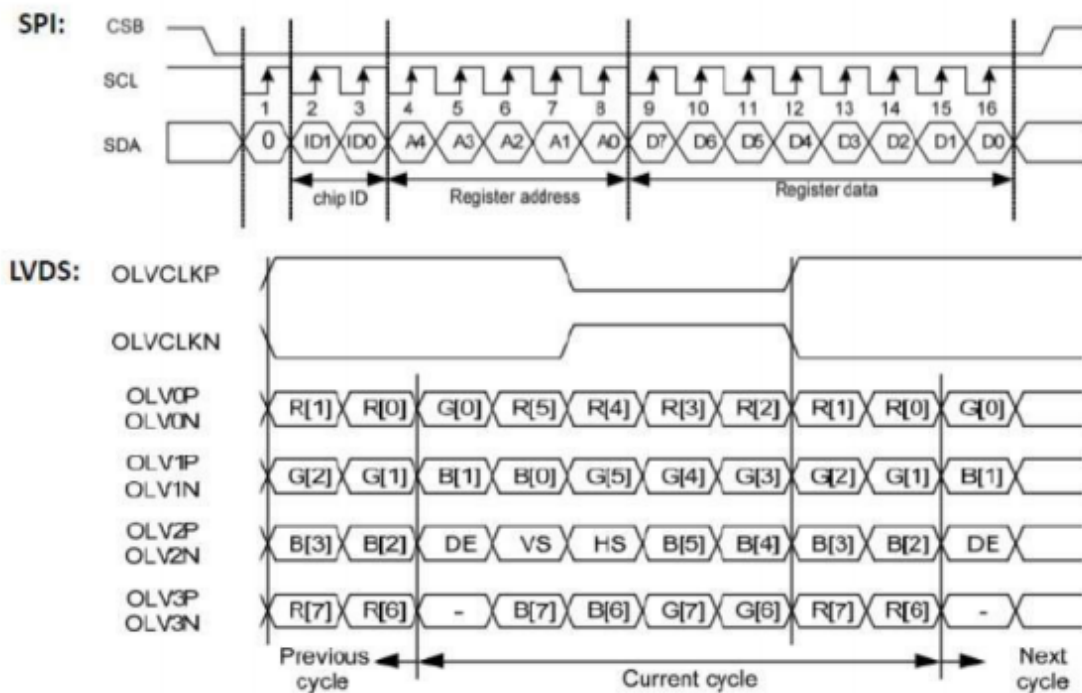 SPI:
CSB
SCL
1 2 3 4 5 6 7 8 9 10 11 12 13 14 15 16
SDA 0 ID1 ID0 A4 A3 A2 A1 A0 D7 D6 D5 D4 D3 D2 D1 D0
chip ID Register address Register data
LVDS:
OLVCLKP
OLVCLKN
OLV0P
OLV0N
R[1] R[0] G[0] R[5] R[4] R[3] R[2] R[1] R[0] G[0]
OLV1P
OLV1N
G[2] G[1] B[1] B[0] G[5] G[4] G[3] G[2] G[1] B[1]
OLV2P
OLV2N
B[3] B[2] DE VS HS B[5] B[4] B[3] B[2] DE
OLV3P
OLV3N
R[7] R[6] - B[7] B[6] G[7] G[6] R[7] R[6] -
Previous
cycle
Current cycle
Next
cycle